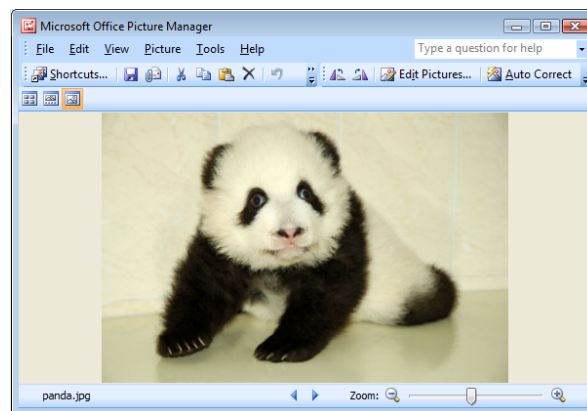 Microsoft Office Picture Manager
File Edit View Picture Tools Help Type a question for help
Shortcuts... Edit Pictures... Auto Correct
panda.jpg Zoom: